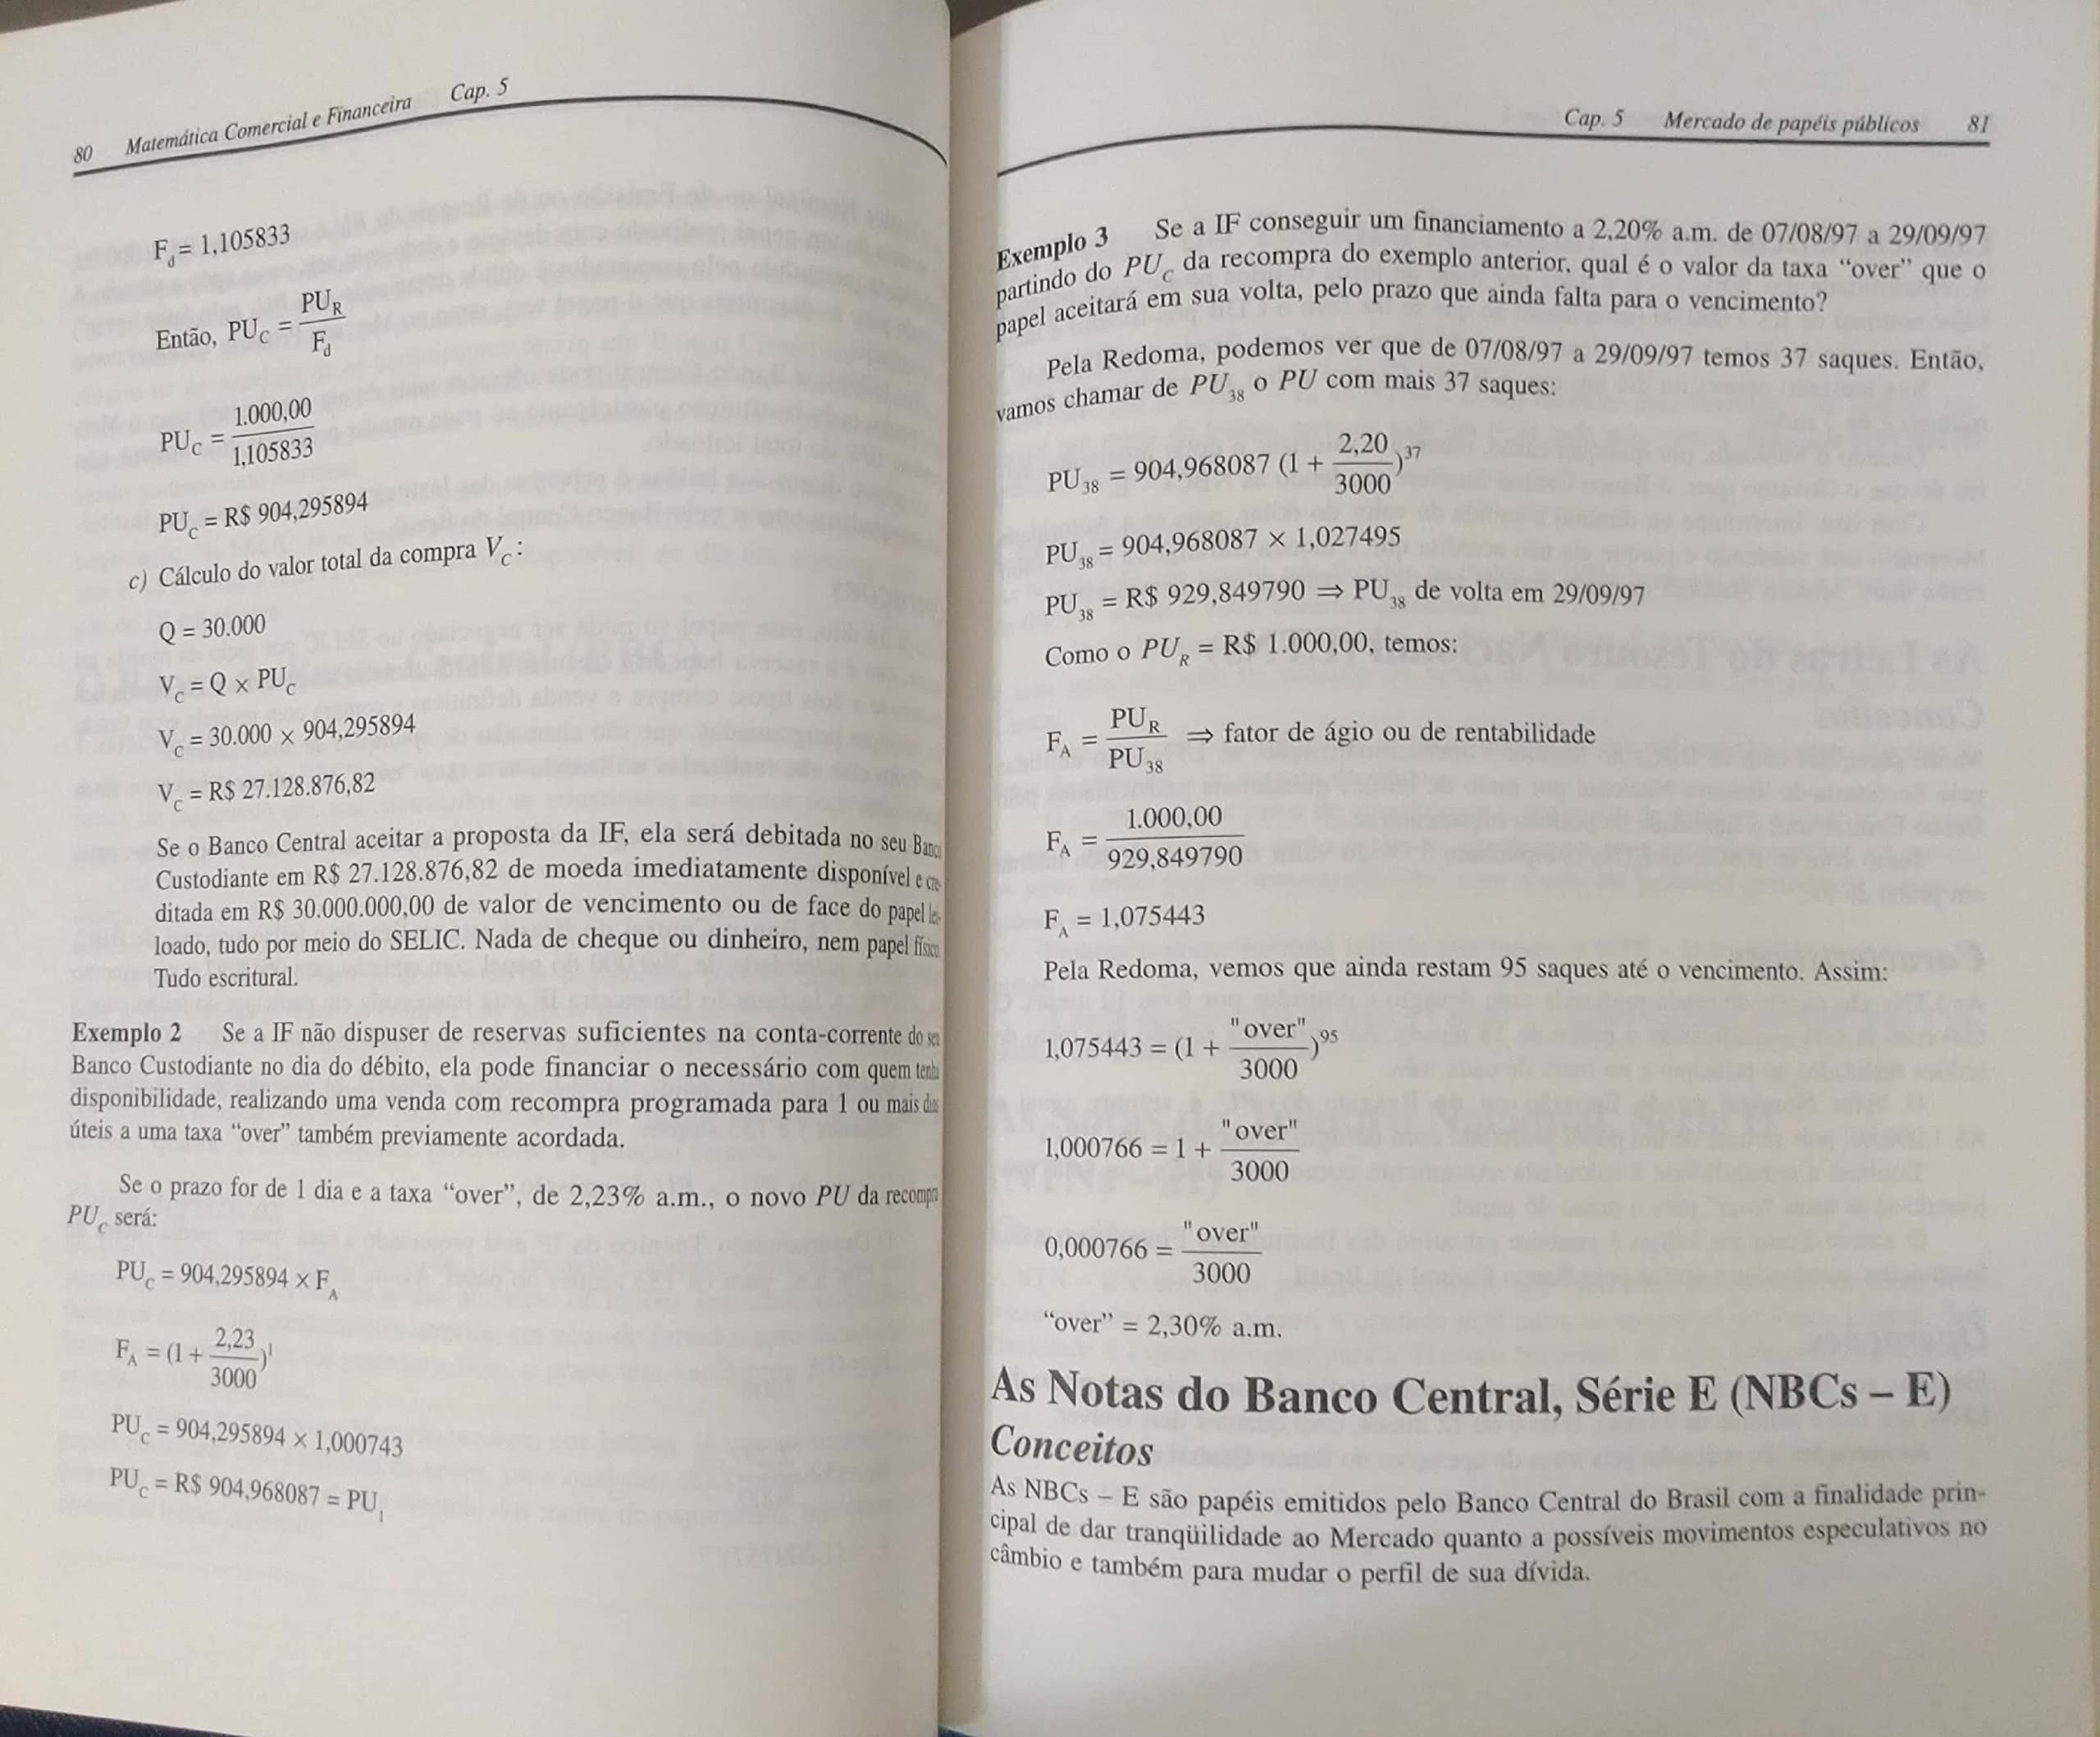 80 Matemática Comercial e Financeira Cap. 5
F_d = 1,105833
Então, PU_C = PU_R / F_d
PU_C = 1.000,00 / 1,105833
PU_C = R$ 904,295894
c) Cálculo do valor total da compra V_C:
Q = 30.000
V_C = Q × PU_C
V_C = 30.000 × 904,295894
V_C = R$ 27.128.876,82
Se o Banco Central aceitar a proposta da IF, ela será debitada no seu Banco
Custodiante em R$ 27.128.876,82 de moeda imediatamente disponível e cre-
ditada em R$ 30.000.000,00 de valor de vencimento ou de face do papel lei-
loado, tudo por meio do SELIC. Nada de cheque ou dinheiro, nem papel físico
Tudo escritural.
Exemplo 2 Se a IF não dispuser de reservas suficientes na conta-corrente do seu
Banco Custodiante no dia do débito, ela pode financiar o necessário com quem tenha
disponibilidade, realizando uma venda com recompra programada para 1 ou mais dias
úteis a uma taxa “over” também previamente acordada.
Se o prazo for de 1 dia e a taxa “over”, de 2,23% a.m., o novo PU da recompra
PU_C será:
PU_C = 904,295894 × F_A
F_A = (1 + 2,23 / 3000)^1
PU_C = 904,295894 × 1,000743
PU_C = R$ 904,968087 = PU_1
Cap. 5 Mercado de papéis públicos 81
Exemplo 3 Se a IF conseguir um financiamento a 2,20% a.m. de 07/08/97 a 29/09/97
partindo do PU_C da recompra do exemplo anterior, qual é o valor da taxa “over” que o
papel aceitará em sua volta, pelo prazo que ainda falta para o vencimento?
Pela Redoma, podemos ver que de 07/08/97 a 29/09/97 temos 37 saques. Então,
vamos chamar de PU_38 o PU com mais 37 saques:
PU_38 = 904,968087 (1 + 2,20 / 3000)^37
PU_38 = 904,968087 × 1,027495
PU_38 = R$ 929,849790 ⇒ PU_38 de volta em 29/09/97
Como o PU_R = R$ 1.000,00, temos:
F_A = PU_R / PU_38 ⇒ fator de ágio ou de rentabilidade
F_A = 1.000,00 / 929,849790
F_A = 1,075443
Pela Redoma, vemos que ainda restam 95 saques até o vencimento. Assim:
1,075443 = (1 + "over" / 3000)^95
1,000766 = 1 + "over" / 3000
0,000766 = "over" / 3000
“over” = 2,30% a.m.
As Notas do Banco Central, Série E (NBCs – E)
Conceitos
As NBCs – E são papéis emitidos pelo Banco Central do Brasil com a finalidade prin-
cipal de dar tranqüilidade ao Mercado quanto a possíveis movimentos especulativos no
câmbio e também para mudar o perfil de sua dívida.